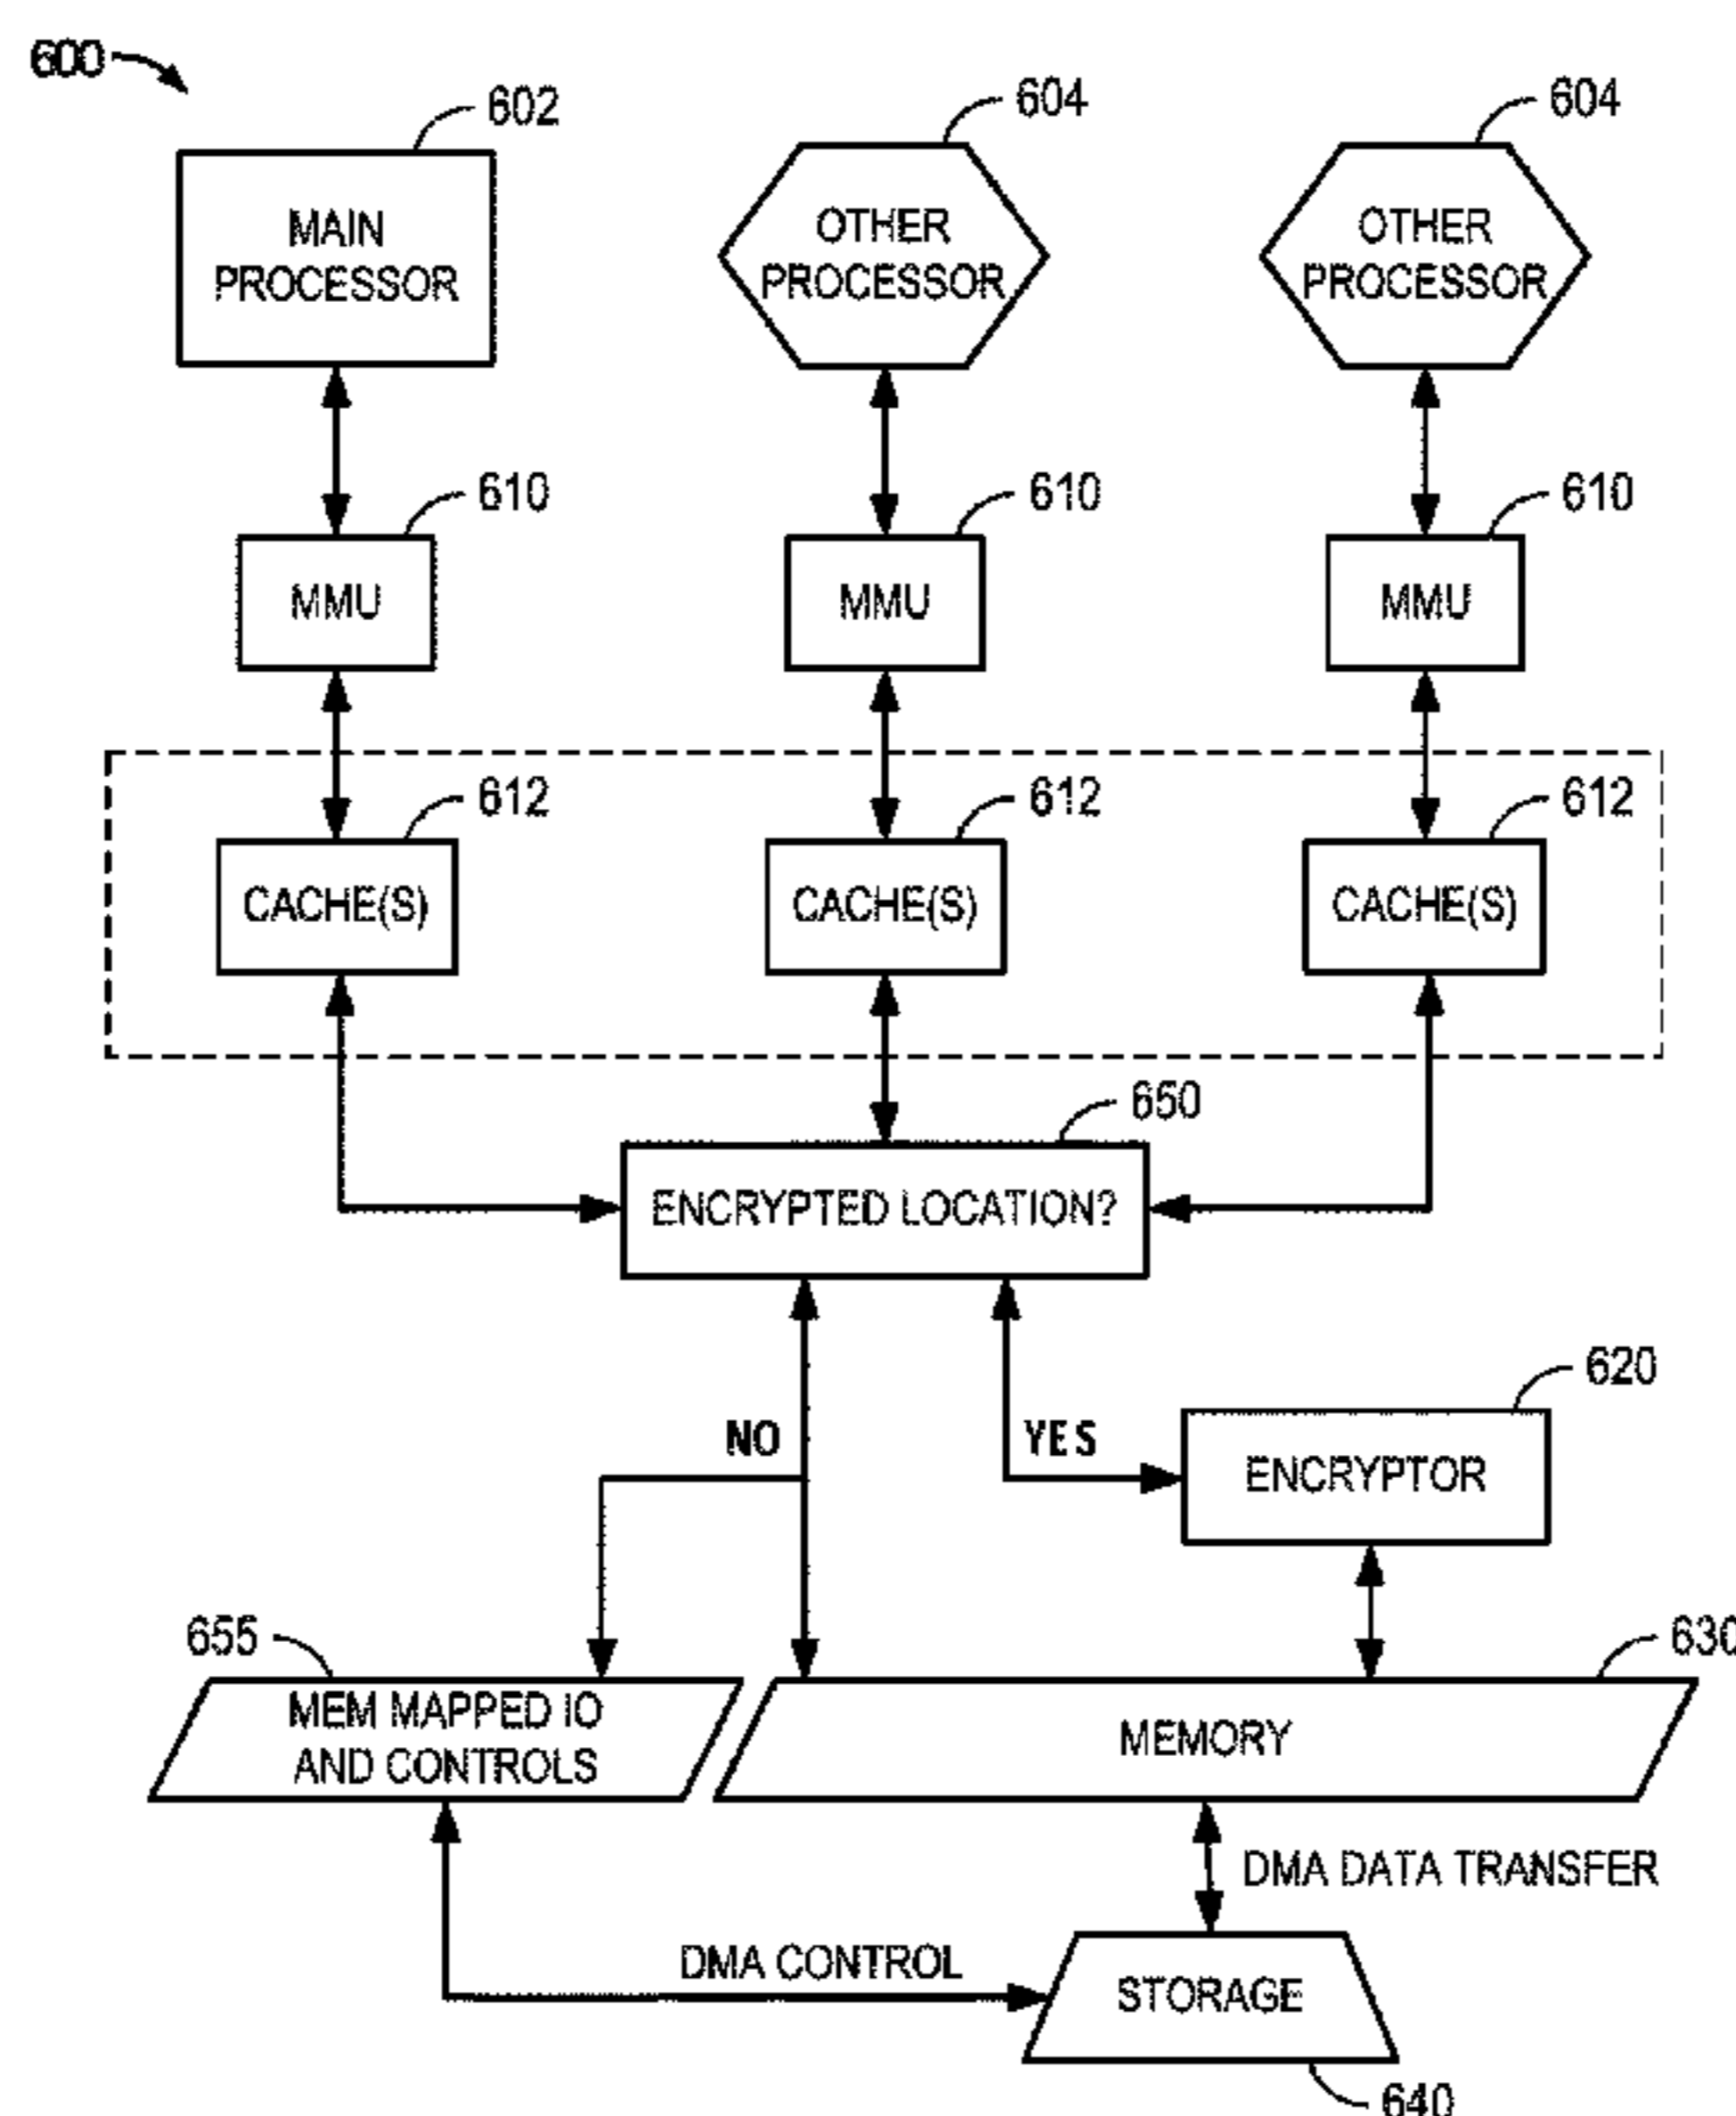 600
602
604
604
MAIN
PROCESSOR
OTHER
PROCESSOR
OTHER
PROCESSOR
610
610
610
MMU
MMU
MMU
612
612
612
CACHE(S)
CACHE(S)
CACHE(S)
650
ENCRYPTED LOCATION?
620
NO
YES
ENCRYPTOR
655
630
MEM MAPPED IO
AND CONTROLS
MEMORY
DMA DATA TRANSFER
DMA CONTROL
STORAGE
640